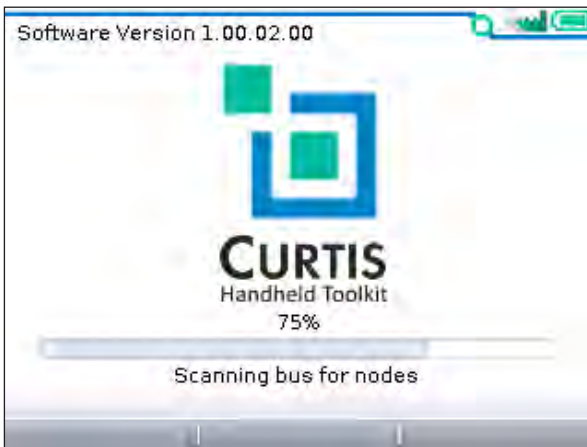 Software Version 1.00.02.00
CURTIS
Handheld Toolkit
75%
Scanning bus for nodes